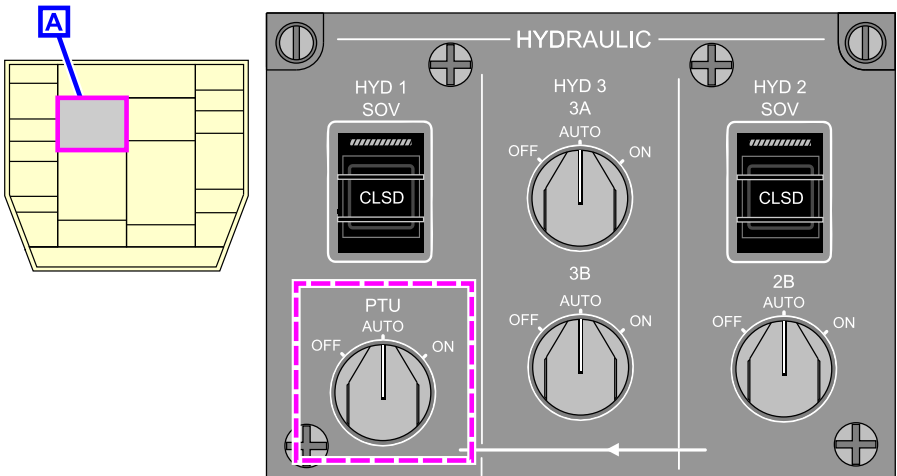 A
HYDRAULIC
HYD 1
SOV
CLSD
HYD 3
3A
OFF AUTO ON
HYD 2
SOV
CLSD
PTU
OFF AUTO ON
3B
OFF AUTO ON
2B
OFF AUTO ON